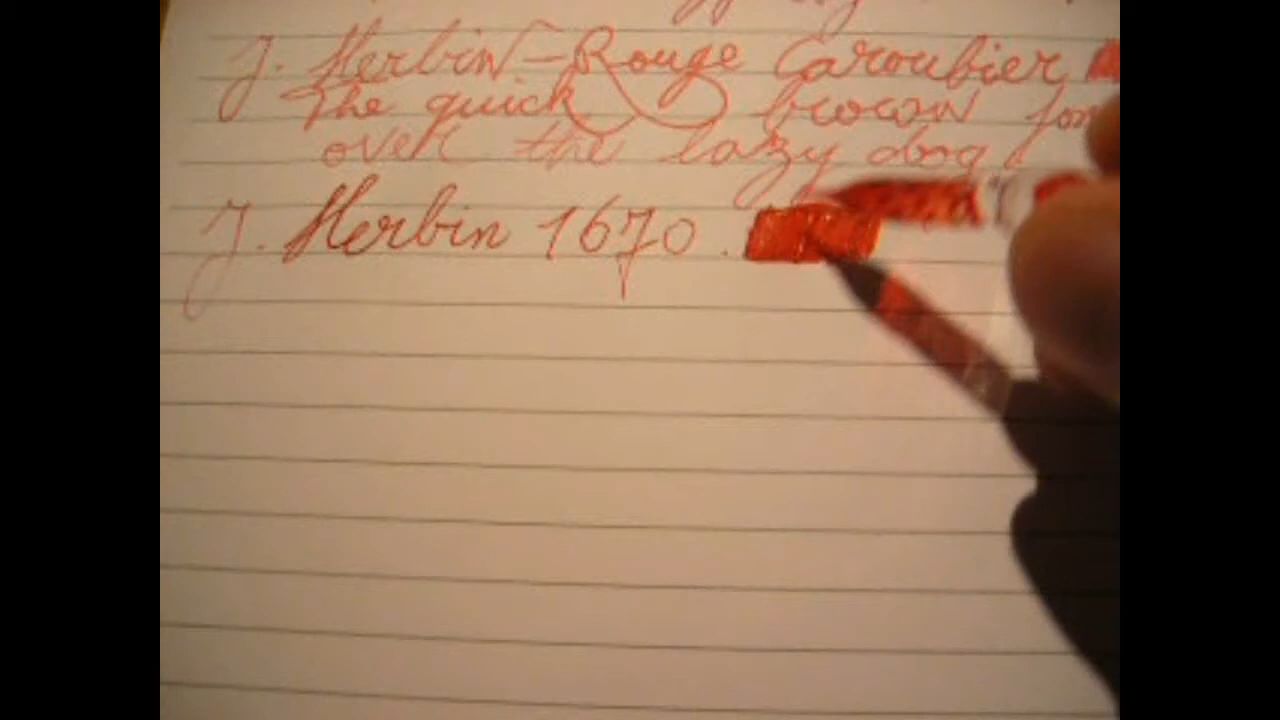 J. Herbin - Rouge Caroubier
The quick brown fox
over the lazy dog
J. Herbin 1670.